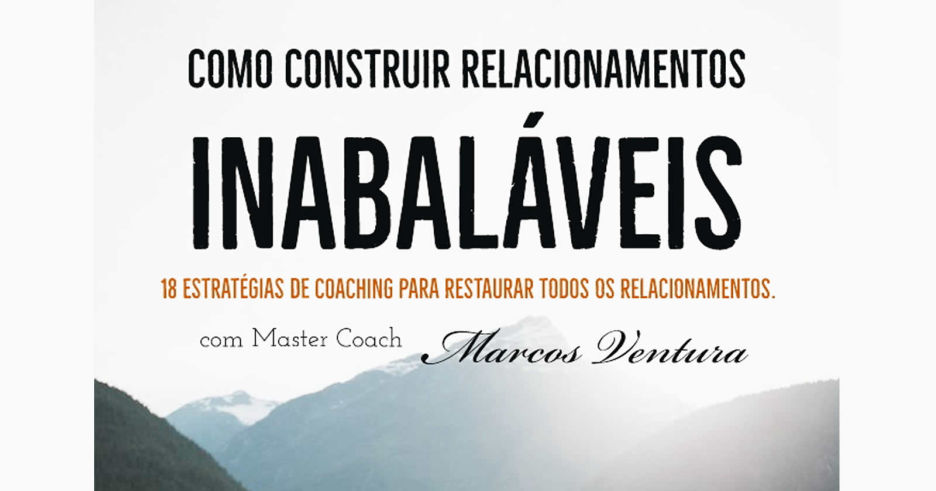 COMO CONSTRUIR RELACIONAMENTOS
INABALÁVEIS
18 ESTRATÉGIAS DE COACHING PARA RESTAURAR TODOS OS RELACIONAMENTOS.
com Master Coach Marcos Ventura